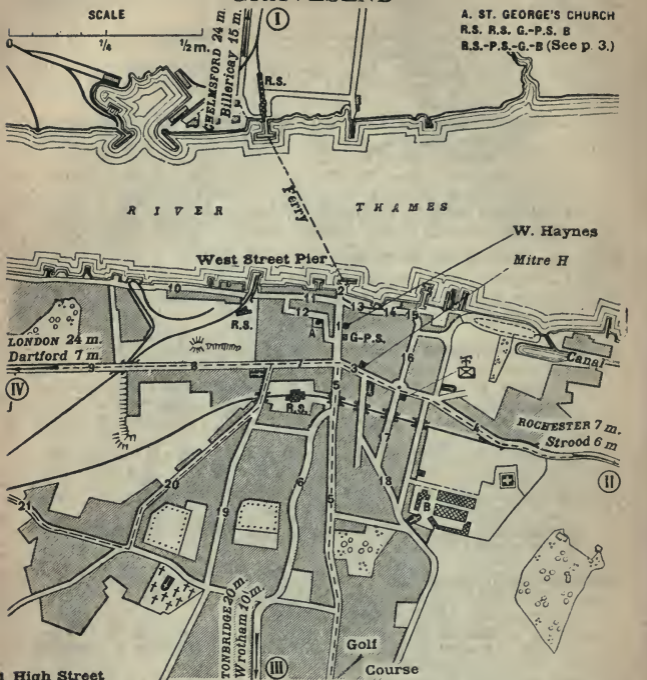 SCALE
0 1/4 1/2 m.
I
A. ST. GEORGE'S CHURCH
R.S. R.S. G.-P.S. B
R.S.-P.S.-G.-B (See p. 3.)
CHELMSFORD 24 m.
Billericay 15 m.
R.S.
Ferry
RIVER THAMES
W. Haynes
West Street Pier
Mitre H
2
10
11
13
14
15
12
R.S.
A
1
G-P.S.
16
LONDON 24 m.
Dartford 7 m.
Canal
9
8
7
3
IV
5
R.S.
ROCHESTER 7 m.
Strood 6 m
17
II
20
6
5
18
19
B
21
TONBRIDGE 20 m
Wrotham 10 m.
III
Golf
Course
High Street